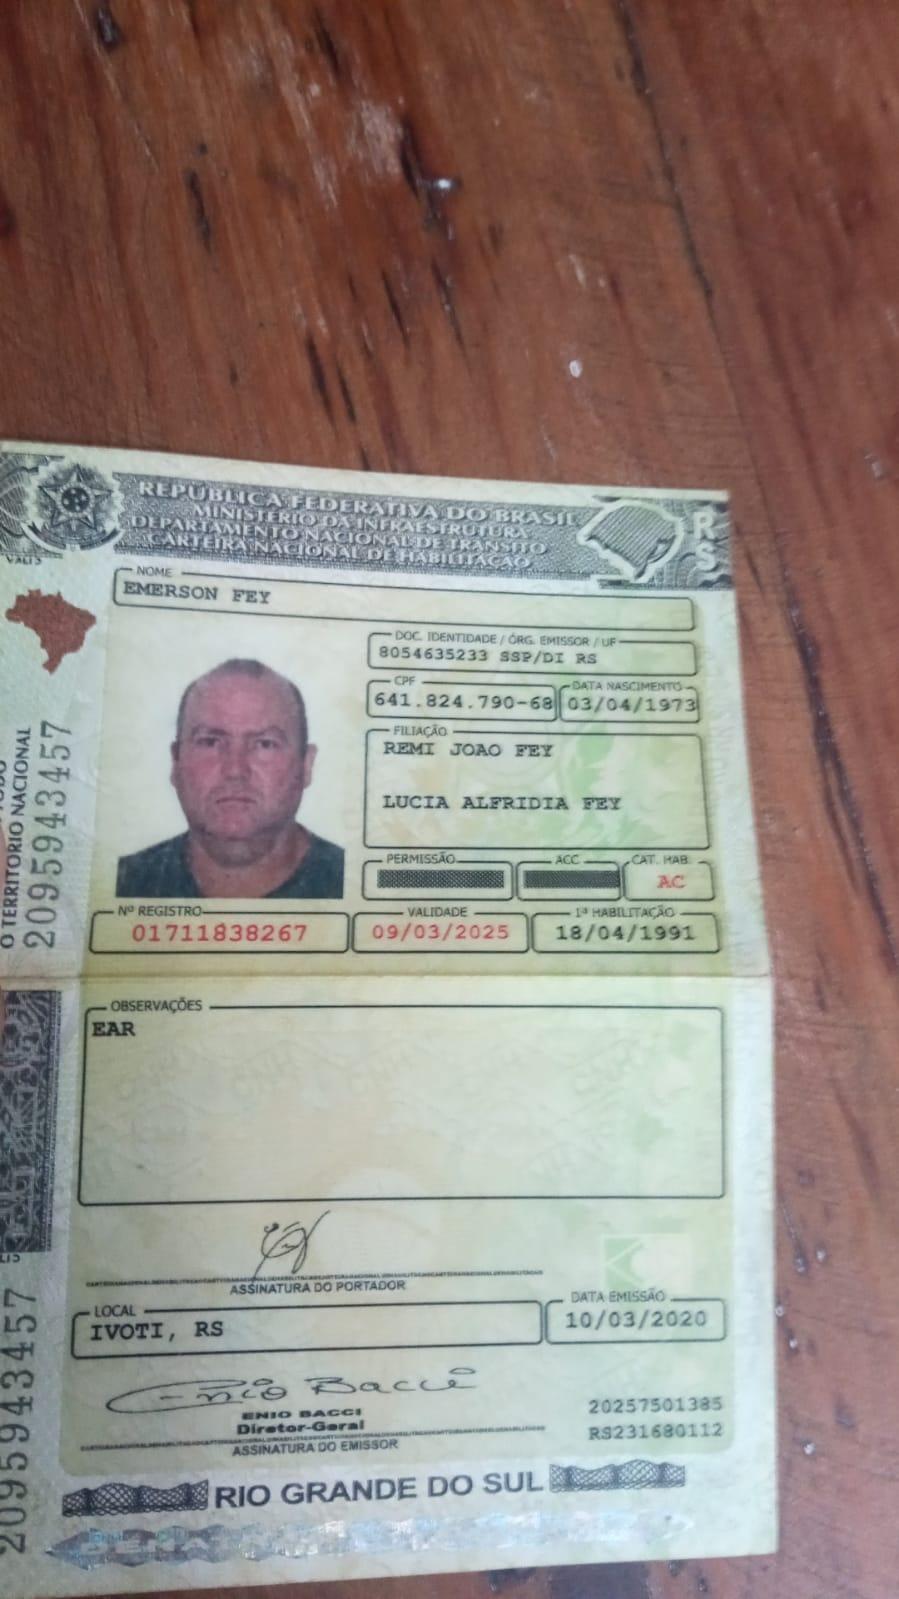 REPÚBLICA FEDERATIVA DO BRASIL
MINISTÉRIO DA INFRAESTRUTURA
DEPARTAMENTO NACIONAL DE TRÂNSITO
CARTEIRA NACIONAL DE HABILITAÇÃO
RS
NOME
EMERSON FEY
DOC. IDENTIDADE / ÓRG. EMISSOR / UF
8054635233 SSP/DI RS
CPF
641.824.790-68
DATA NASCIMENTO
03/04/1973
FILIAÇÃO
REMI JOAO FEY
LUCIA ALFRIDIA FEY
PERMISSÃO
ACC
CAT. HAB.
AC
Nº REGISTRO
01711838267
VALIDADE
09/03/2025
1ª HABILITAÇÃO
18/04/1991
O TERRITÓRIO NACIONAL
2095943457
OBSERVAÇÕES
EAR
ASSINATURA DO PORTADOR
LOCAL
IVOTI, RS
DATA EMISSÃO
10/03/2020
Enio Bacci
ENIO BACCI
Diretor-Geral
ASSINATURA DO EMISSOR
20257501385
RS231680112
2095943457
RIO GRANDE DO SUL